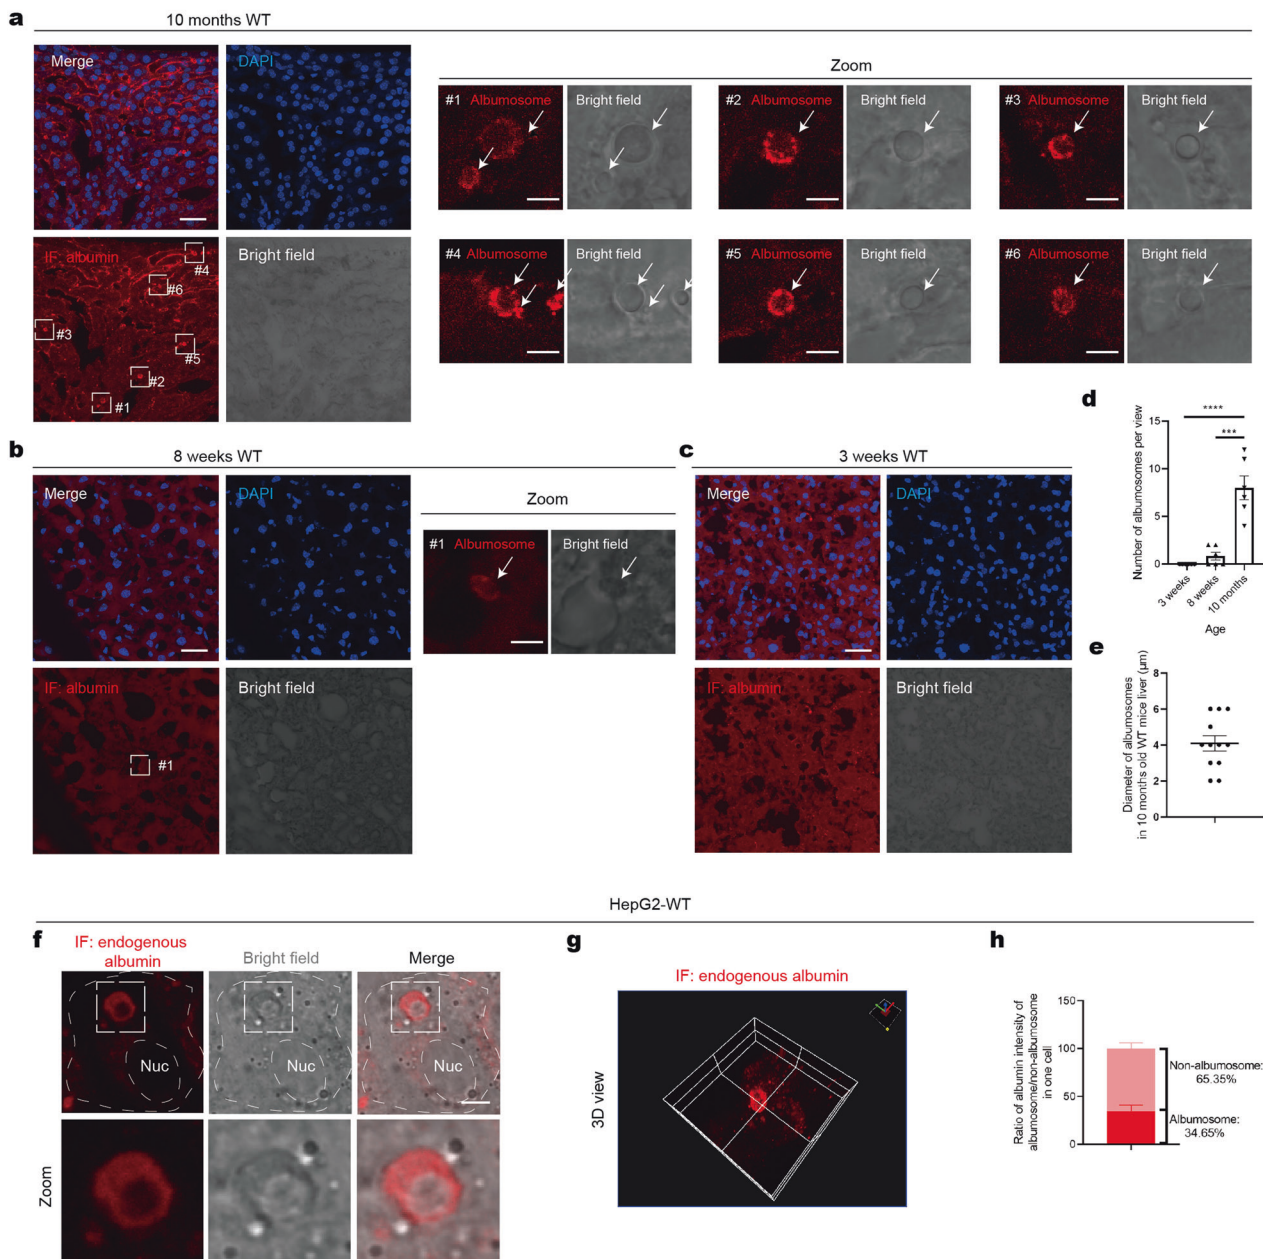 a
10 months WT
Merge
DAPI
IF: albumin
#4
#6
#3
#5
#2
#1
Bright field
Zoom
#1 Albumosome
Bright field
#2 Albumosome
Bright field
#3 Albumosome
Bright field
#4 Albumosome
Bright field
#5 Albumosome
Bright field
#6 Albumosome
Bright field
b
8 weeks WT
Merge
DAPI
IF: albumin
#1
Bright field
Zoom
#1 Albumosome
Bright field
c
3 weeks WT
Merge
DAPI
IF: albumin
Bright field
d
Number of albumosomes per view
15
10
5
0
****
***
3 weeks
8 weeks
10 months
Age
e
Diameter of albumosomes
in 10 months old WT mice liver (μm)
8
6
4
2
0
HepG2-WT
f
IF: endogenous
albumin
Bright field
Merge
Nuc
Nuc
Nuc
Zoom
g
IF: endogenous albumin
3D view
h
Ratio of albumin intensity of
albumosome/non-albumosome
in one cell
150
100
50
0
Non-albumosome:
65.35%
Albumosome:
34.65%